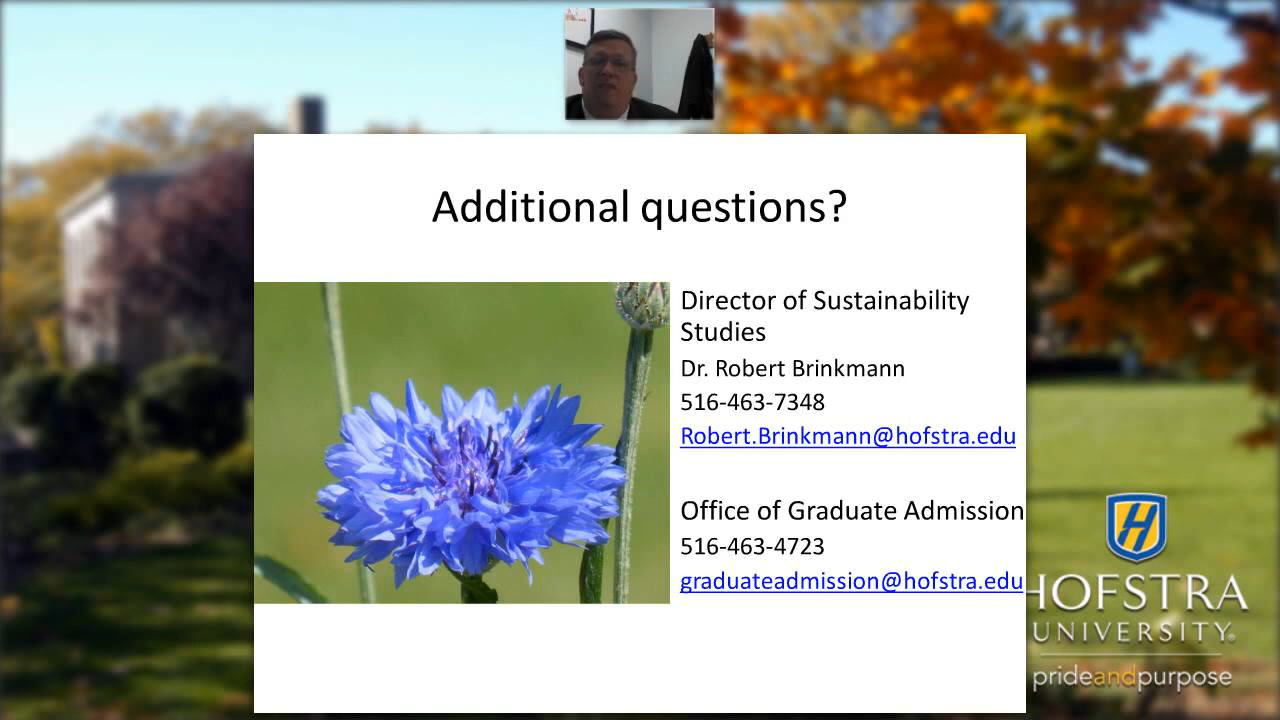 Additional questions?
Director of Sustainability
Studies
Dr. Robert Brinkmann
516-463-7348
Robert.Brinkmann@hofstra.edu
Office of Graduate Admission
516-463-4723
graduateadmission@hofstra.edu
H
HOFSTRA
UNIVERSITY®
prideandpurpose